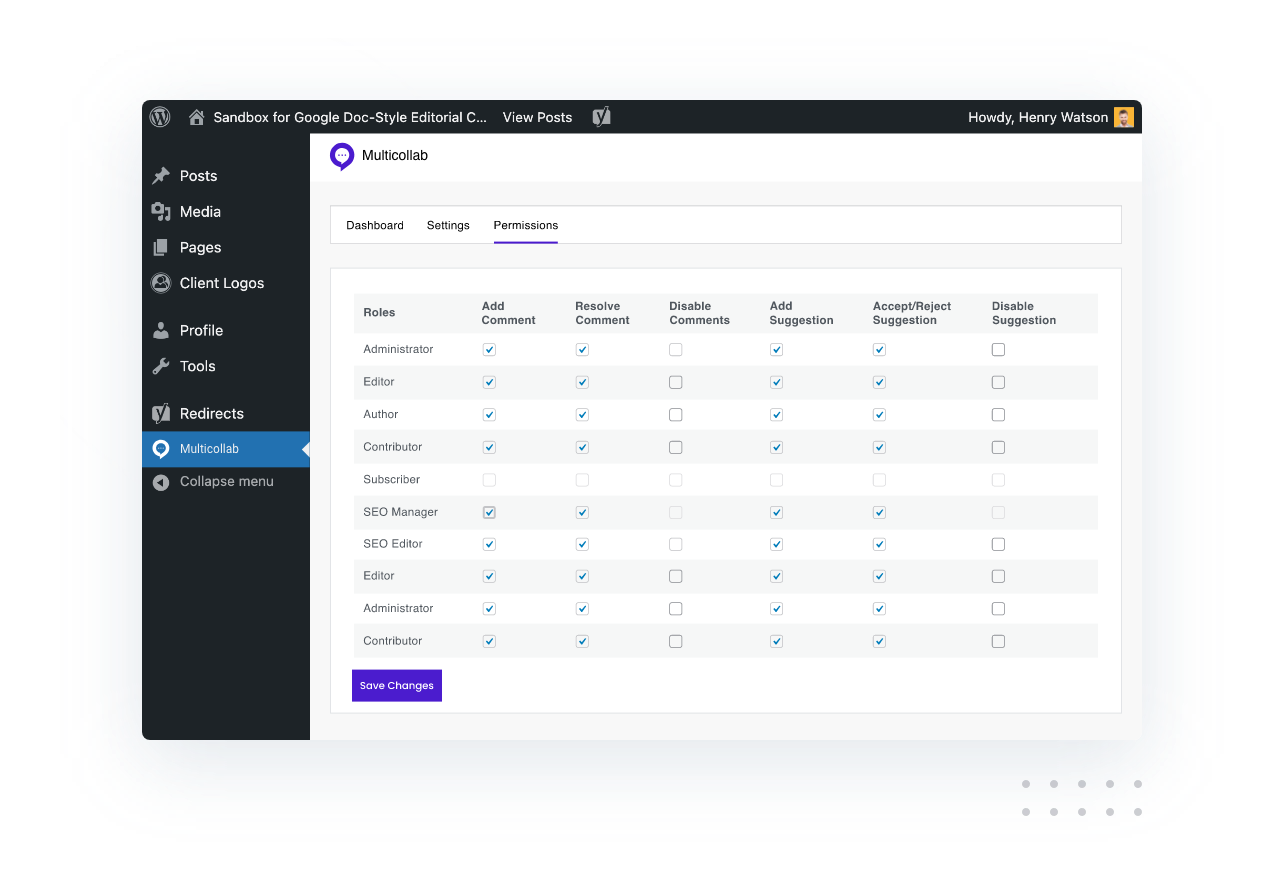 Sandbox for Google Doc-Style Editorial C... View Posts Howdy, Henry Watson
Multicollab
Posts
Media
Pages
Client Logos
Profile
Tools
Redirects
Multicollab
Collapse menu
Dashboard Settings Permissions
Roles Add Comment Resolve Comment Disable Comments Add Suggestion Accept/Reject Suggestion Disable Suggestion
Administrator
Editor
Author
Contributor
Subscriber
SEO Manager
SEO Editor
Editor
Administrator
Contributor
Save Changes